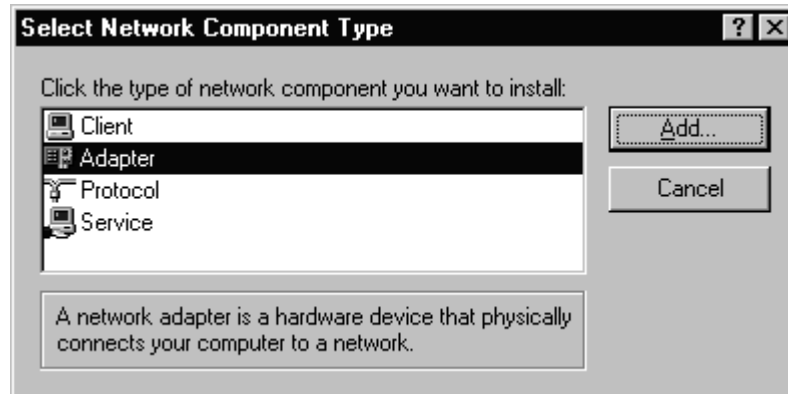 Select Network Component Type
Click the type of network component you want to install:
Client
Adapter
Protocol
Service
Add...
Cancel
A network adapter is a hardware device that physically
connects your computer to a network.